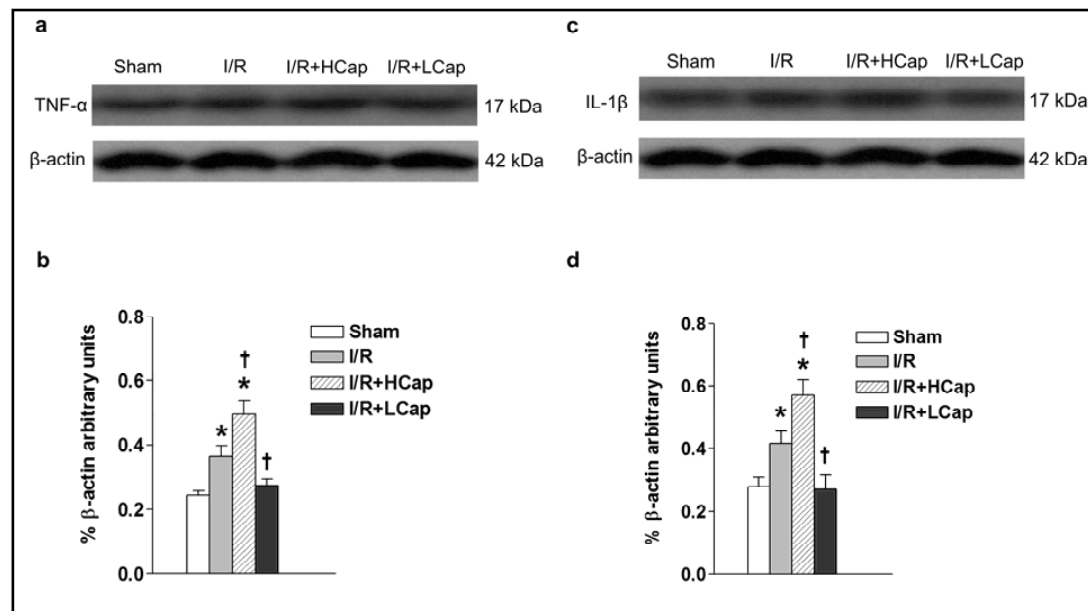 a
Sham I/R I/R+HCap I/R+LCap
TNF-α 17 kDa
β-actin 42 kDa
c
Sham I/R I/R+HCap I/R+LCap
IL-1β 17 kDa
β-actin 42 kDa
b
% β-actin arbitrary units
0.8
0.6
0.4
0.2
0.0
*
†
*
†
Sham
I/R
I/R+HCap
I/R+LCap
d
% β-actin arbitrary units
0.8
0.6
0.4
0.2
0.0
*
†
*
†
Sham
I/R
I/R+HCap
I/R+LCap